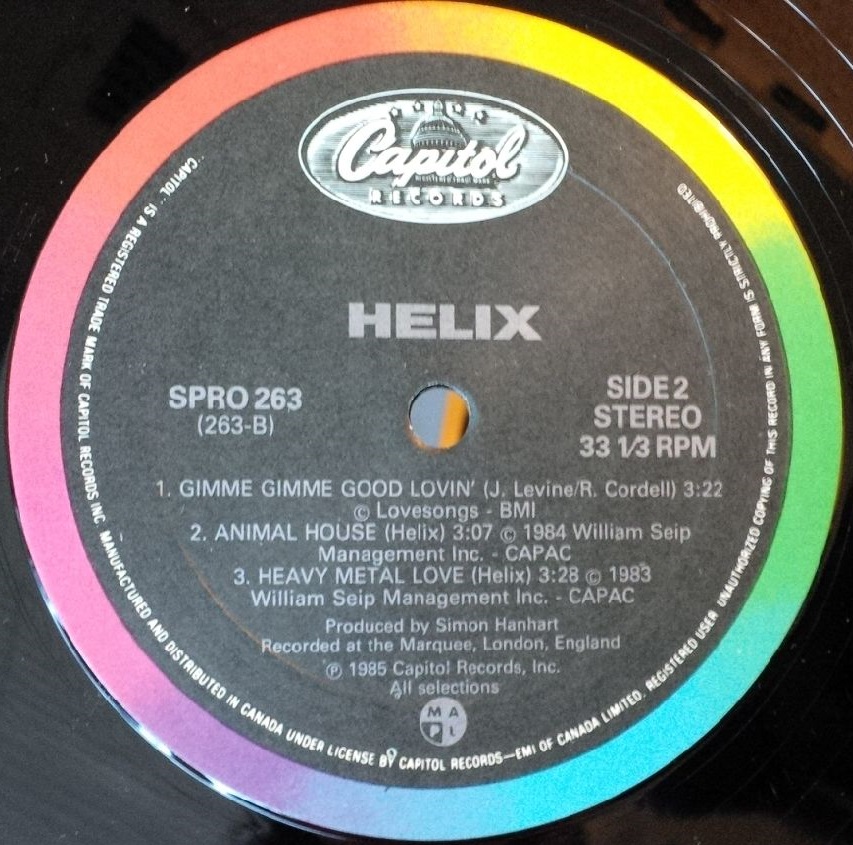 Capitol
REGISTERED TRADE MARK
RECORDS
HELIX
SPRO 263
(263-B)
SIDE 2
STEREO
33 1/3 RPM
1. GIMME GIMME GOOD LOVIN' (J. Levine/R. Cordell) 3:22
© Lovesongs - BMI
2. ANIMAL HOUSE (Helix) 3:07 © 1984 William Seip
Management Inc. - CAPAC
3. HEAVY METAL LOVE (Helix) 3:28 © 1983
William Seip Management Inc. - CAPAC
Produced by Simon Hanhart
Recorded at the Marquee, London, England
℗ 1985 Capitol Records, Inc.
All selections
M A
P L
"CAPITOL" IS A REGISTERED TRADE MARK OF CAPITOL RECORDS INC. MANUFACTURED AND DISTRIBUTED IN CANADA UNDER LICENSE BY CAPITOL RECORDS—EMI OF CANADA LIMITED. REGISTERED USER. UNAUTHORIZED COPYING OF THIS RECORD IN ANY FORM IS STRICTLY PROHIBITED